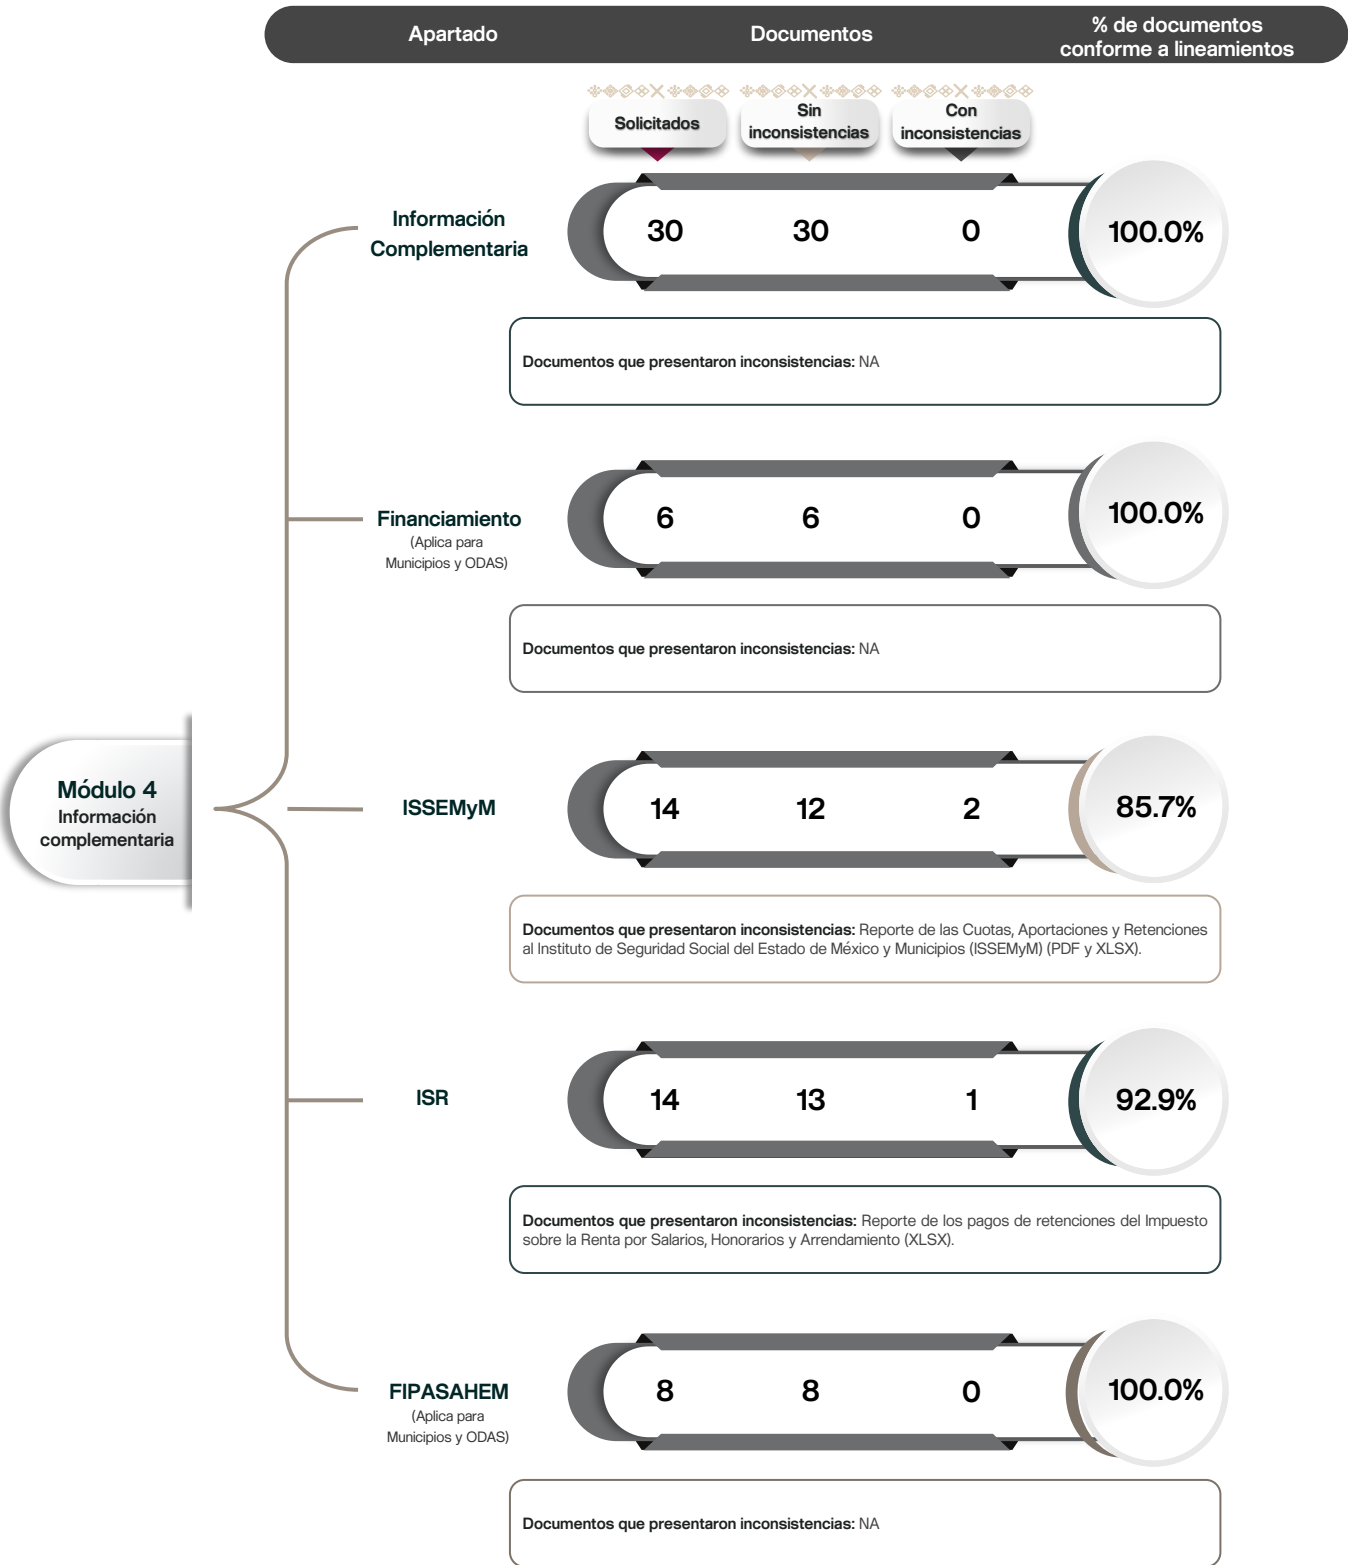 Apartado
Documentos
% de documentos
conforme a lineamientos
Solicitados
Sin
inconsistencias
Con
inconsistencias
Información
Complementaria
30
30
0
100.0%
Documentos que presentaron inconsistencias: NA
Financiamiento
(Aplica para
Municipios y ODAS)
6
6
0
100.0%
Documentos que presentaron inconsistencias: NA
Módulo 4
Información
complementaria
ISSEMyM
14
12
2
85.7%
Documentos que presentaron inconsistencias: Reporte de las Cuotas, Aportaciones y Retenciones
al Instituto de Seguridad Social del Estado de México y Municipios (ISSEMyM) (PDF y XLSX).
ISR
14
13
1
92.9%
Documentos que presentaron inconsistencias: Reporte de los pagos de retenciones del Impuesto
sobre la Renta por Salarios, Honorarios y Arrendamiento (XLSX).
FIPASAHEM
(Aplica para
Municipios y ODAS)
8
8
0
100.0%
Documentos que presentaron inconsistencias: NA